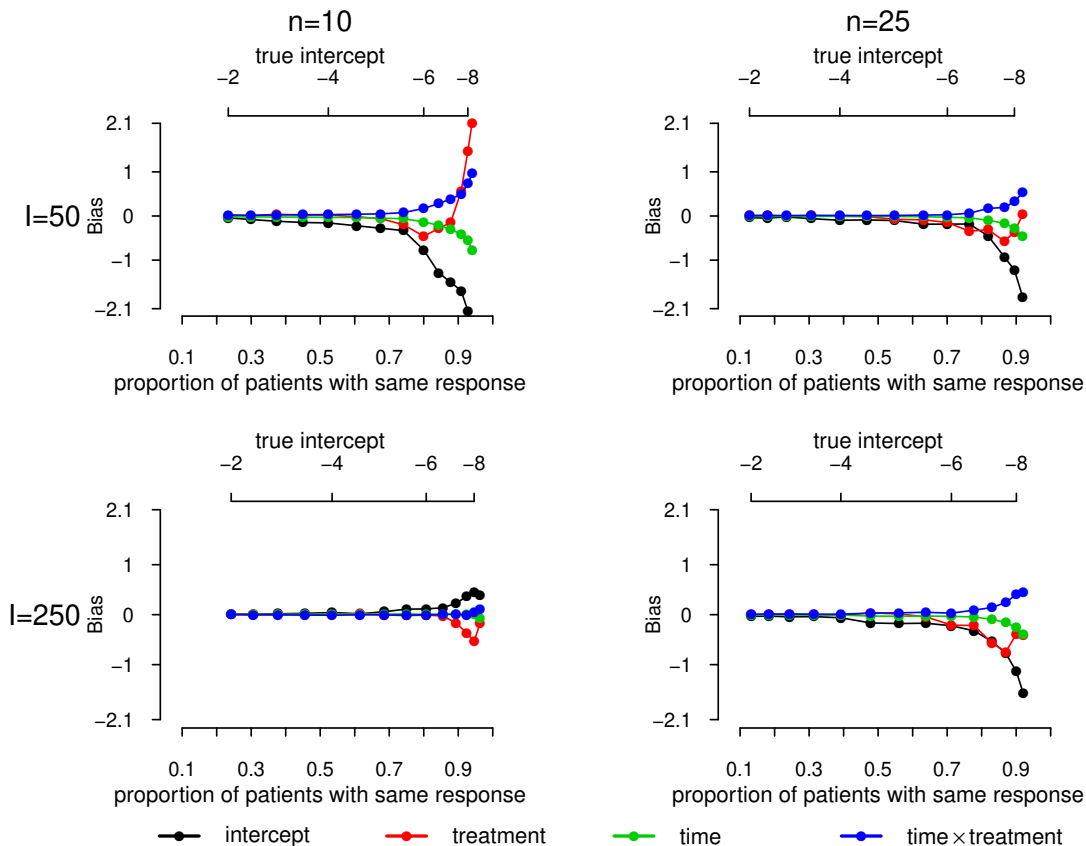 n=10
n=25
true intercept
true intercept
−2 −4 −6 −8
−2 −4 −6 −8
I=50
Bias
2.1
1
0
−1
−2.1
Bias
2.1
1
0
−1
−2.1
0.1 0.3 0.5 0.7 0.9
proportion of patients with same response
0.1 0.3 0.5 0.7 0.9
proportion of patients with same response
true intercept
true intercept
−2 −4 −6 −8
−2 −4 −6 −8
I=250
Bias
2.1
1
0
−1
−2.1
Bias
2.1
1
0
−1
−2.1
0.1 0.3 0.5 0.7 0.9
proportion of patients with same response
0.1 0.3 0.5 0.7 0.9
proportion of patients with same response
intercept treatment time time×treatment